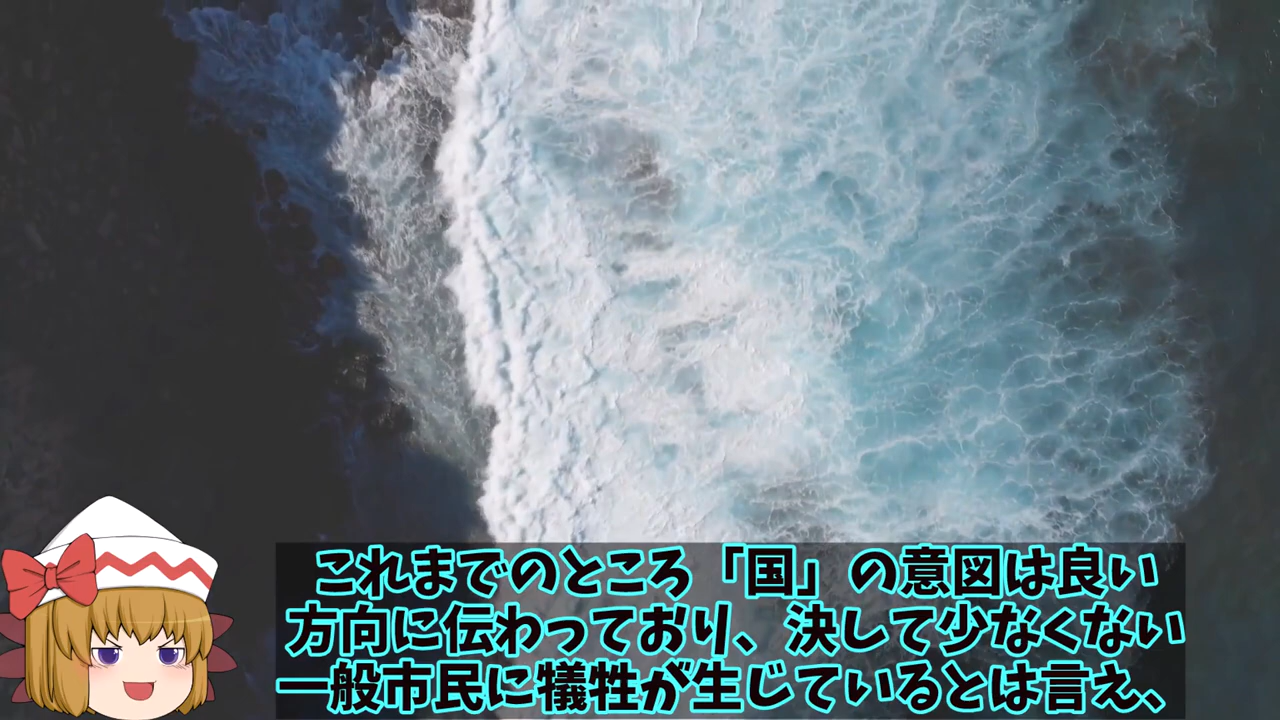 これまでのところ「国」の意図は良い
方向に伝わっており、決して少なくない
一般市民に犠牲が生じているとは言え、